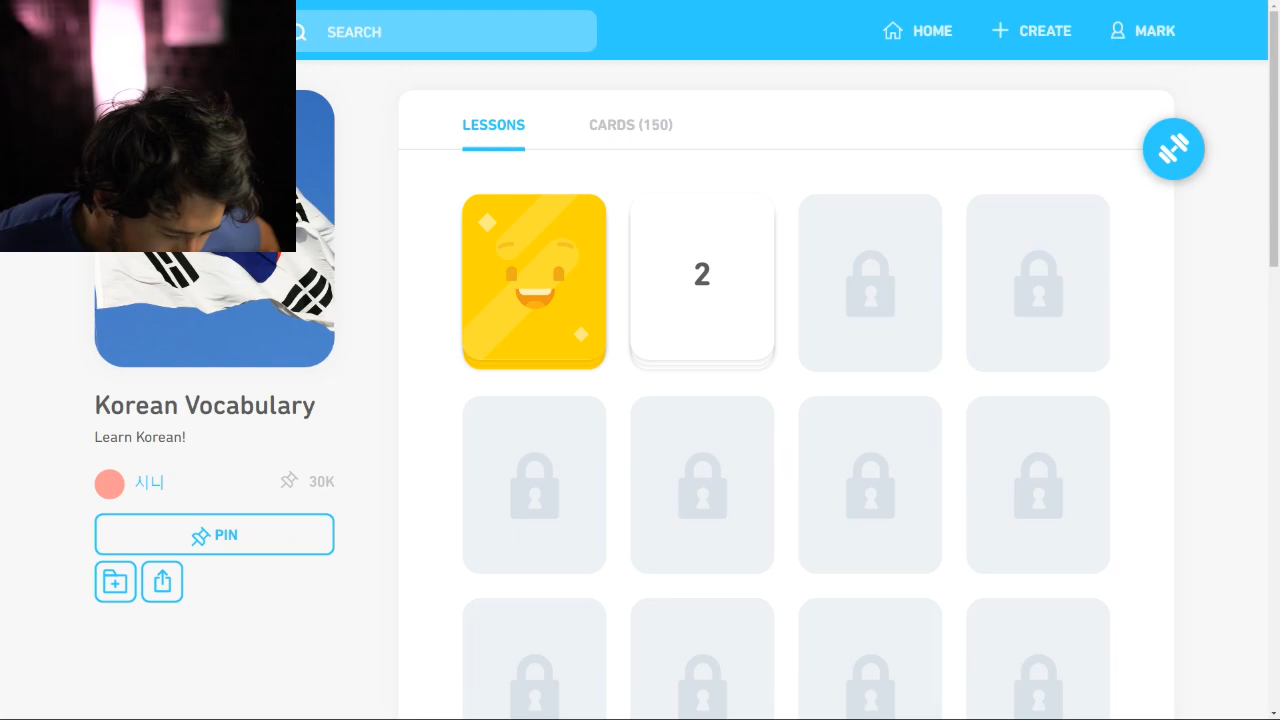 SEARCH
HOME
CREATE
MARK
LESSONS
CARDS (150)
2
Korean Vocabulary
Learn Korean!
시니
30K
PIN